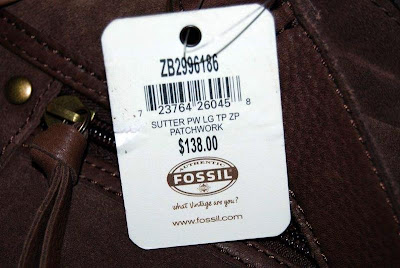 ZB2996186
7 23764 26045 8
SUTTER PW LG TP ZP
PATCHWORK
$138.00
AUTHENTIC
FOSSIL
what vintage are you?
www.fossil.com